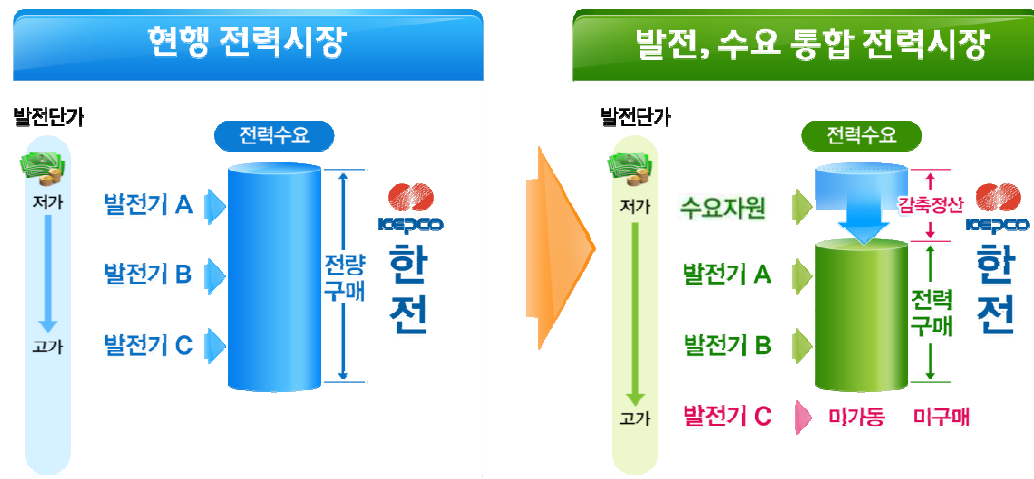 현행 전력시장
발전단가
전력수요
저가
발전기 A
발전기 B
발전기 C
고가
전량
구매
KEPCO
한
전
발전, 수요 통합 전력시장
발전단가
전력수요
저가
수요자원
발전기 A
발전기 B
고가
발전기 C
미가동
미구매
감축정산
전력
구매
KEPCO
한
전